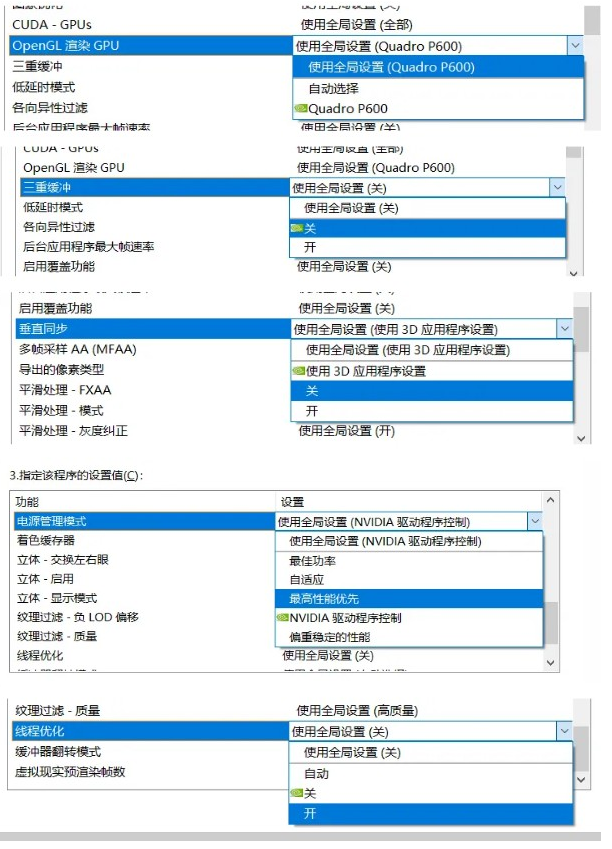 CUDA - GPUs 使用全局设置 (全部)
OpenGL 渲染 GPU 使用全局设置 (Quadro P600)
三重缓冲 使用全局设置 (Quadro P600)
低延时模式 自动选择
各向异性过滤 Quadro P600
后台应用程序最大帧速率 使用全局设置 (关)
CUDA - GPUs 使用全局设置 (全部)
OpenGL 渲染 GPU 使用全局设置 (Quadro P600)
三重缓冲 使用全局设置 (关)
低延时模式 使用全局设置 (关)
各向异性过滤 关
后台应用程序最大帧速率 开
启用覆盖功能 使用全局设置 (关)
启用覆盖功能 使用全局设置 (关)
垂直同步 使用全局设置 (使用 3D 应用程序设置)
多帧采样 AA (MFAA) 使用全局设置 (使用 3D 应用程序设置)
导出的像素类型 使用 3D 应用程序设置
平滑处理 - FXAA 关
平滑处理 - 模式 开
平滑处理 - 灰度纠正 使用全局设置 (开)
3.指定该程序的设置值(C):
功能 设置
电源管理模式 使用全局设置 (NVIDIA 驱动程序控制)
着色缓存器 使用全局设置 (NVIDIA 驱动程序控制)
立体 - 交换左右眼 最佳功率
立体 - 启用 自适应
立体 - 显示模式 最高性能优先
纹理过滤 - 负 LOD 偏移 NVIDIA 驱动程序控制
纹理过滤 - 质量 偏重稳定的性能
线程优化 使用全局设置 (关)
纹理过滤 - 质量 使用全局设置 (高质量)
线程优化 使用全局设置 (关)
缓冲器翻转模式 使用全局设置 (关)
虚拟现实预渲染帧数 自动
关
开